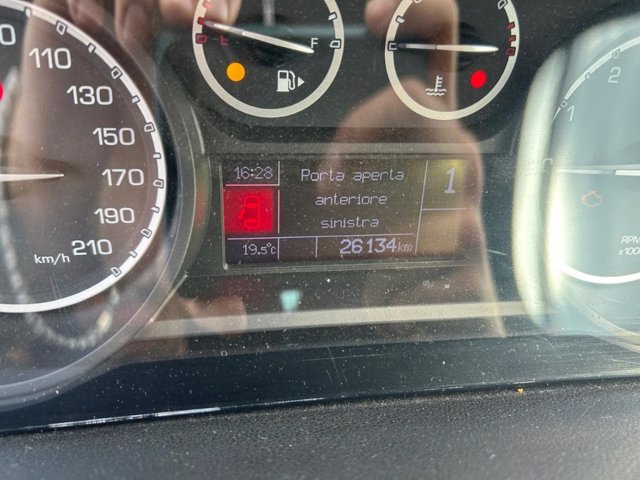 110
130
150
170
190
210
km/h
E
F
16:28
Porta aperta
anteriore
sinistra
1
19.5°c
26134km
1
2
0
RPM